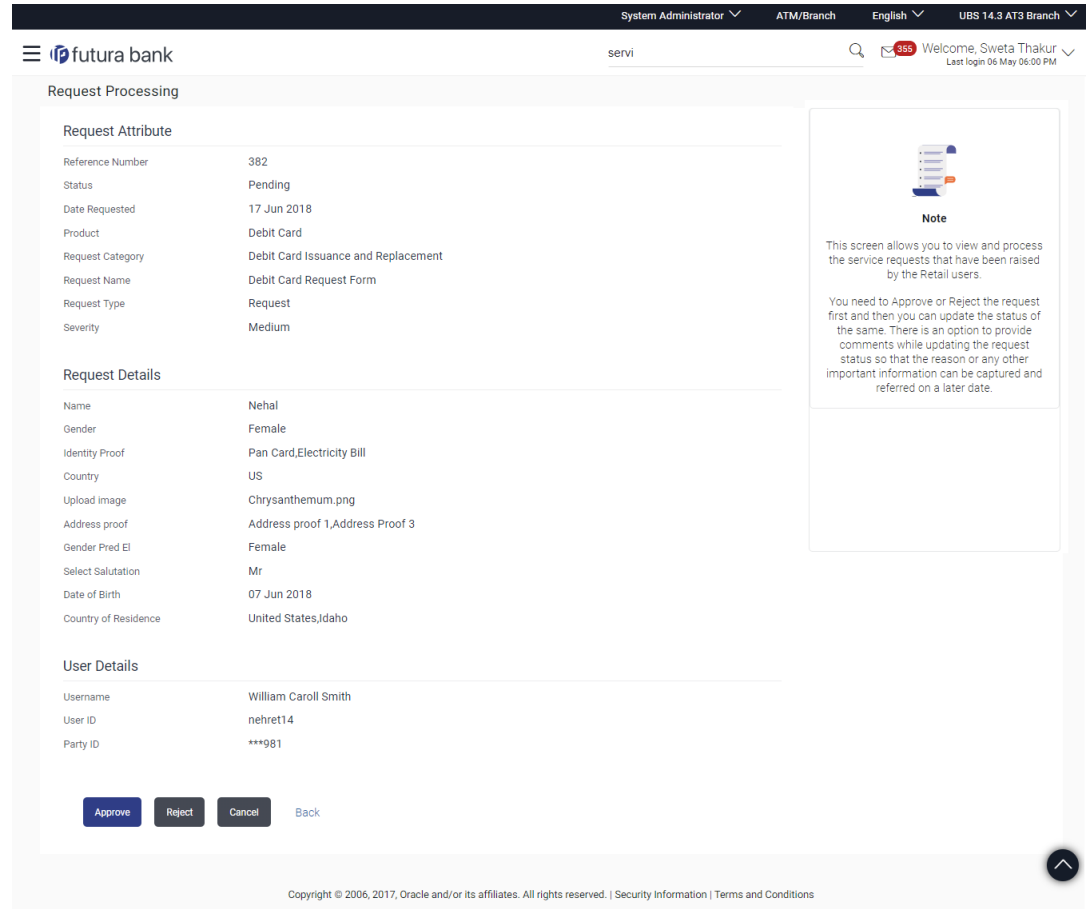 System Administrator ATM/Branch English UBS 14.3 AT3 Branch
futura bank servi 355 Welcome, Sweta Thakur
Last login 06 May 06:00 PM
Request Processing
Request Attribute
Reference Number 382
Status Pending
Date Requested 17 Jun 2018
Product Debit Card
Request Category Debit Card Issuance and Replacement
Request Name Debit Card Request Form
Request Type Request
Severity Medium
Request Details
Name Nehal
Gender Female
Identity Proof Pan Card,Electricity Bill
Country US
Upload image Chrysanthemum.png
Address proof Address proof 1,Address Proof 3
Gender Pred El Female
Select Salutation Mr
Date of Birth 07 Jun 2018
Country of Residence United States,Idaho
User Details
Username William Caroll Smith
User ID nehret14
Party ID ***981
Approve Reject Cancel Back
Note
This screen allows you to view and process
the service requests that have been raised
by the Retail users.
You need to Approve or Reject the request
first and then you can update the status of
the same. There is an option to provide
comments while updating the request
status so that the reason or any other
important information can be captured and
referred on a later date.
Copyright © 2006, 2017, Oracle and/or its affiliates. All rights reserved. | Security Information | Terms and Conditions